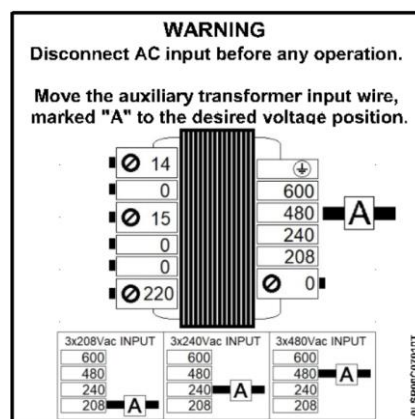 WARNING
Disconnect AC input before any operation.
Move the auxiliary transformer input wire,
marked "A" to the desired voltage position.
14
0
15
0
0
220
600
480
240
208
0
A
3x208Vac INPUT
600
480
240
208
A
3x240Vac INPUT
600
480
240
208
A
3x480Vac INPUT
600
480
240
208
A